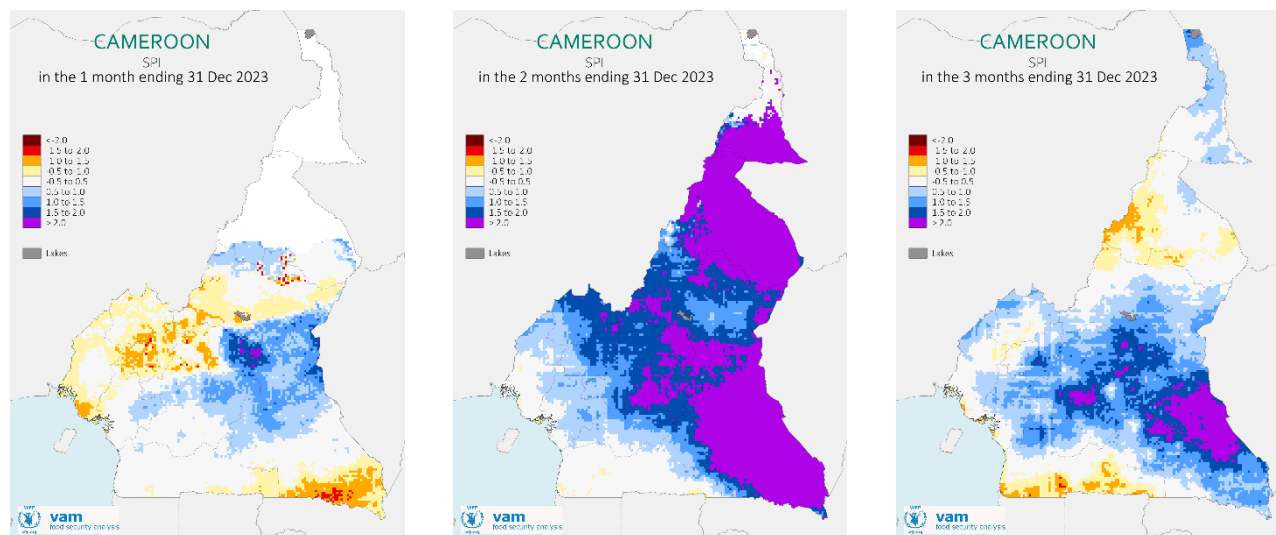 CAMEROON
SPI
in the 1 month ending 31 Dec 2023
<-2.0
-1.5 to -2.0
-1.0 to -1.5
-0.5 to -1.0
-0.5 to 0.5
0.5 to 1.0
1.0 to 1.5
1.5 to 2.0
>2.0
Lakes
WFP
vam
food security analysis
CAMEROON
SPI
in the 2 months ending 31 Dec 2023
<-2.0
-1.5 to -2.0
-1.0 to -1.5
-0.5 to -1.0
-0.5 to 0.5
0.5 to 1.0
1.0 to 1.5
1.5 to 2.0
>2.0
Lakes
WFP
vam
food security analysis
CAMEROON
SPI
in the 3 months ending 31 Dec 2023
<-2.0
-1.5 to -2.0
-1.0 to -1.5
-0.5 to -1.0
-0.5 to 0.5
0.5 to 1.0
1.0 to 1.5
1.5 to 2.0
>2.0
Lakes
WFP
vam
food security analysis